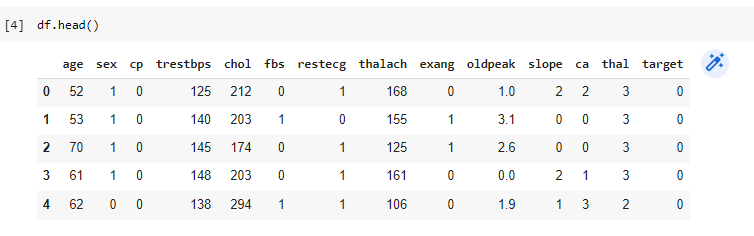 [4] df.head()
age sex cp trestbps chol fbs restecg thalach exang oldpeak slope ca thal target
0 52 1 0 125 212 0 1 168 0 1.0 2 2 3 0
1 53 1 0 140 203 1 0 155 1 3.1 0 0 3 0
2 70 1 0 145 174 0 1 125 1 2.6 0 0 3 0
3 61 1 0 148 203 0 1 161 0 0.0 2 1 3 0
4 62 0 0 138 294 1 1 106 0 1.9 1 3 2 0